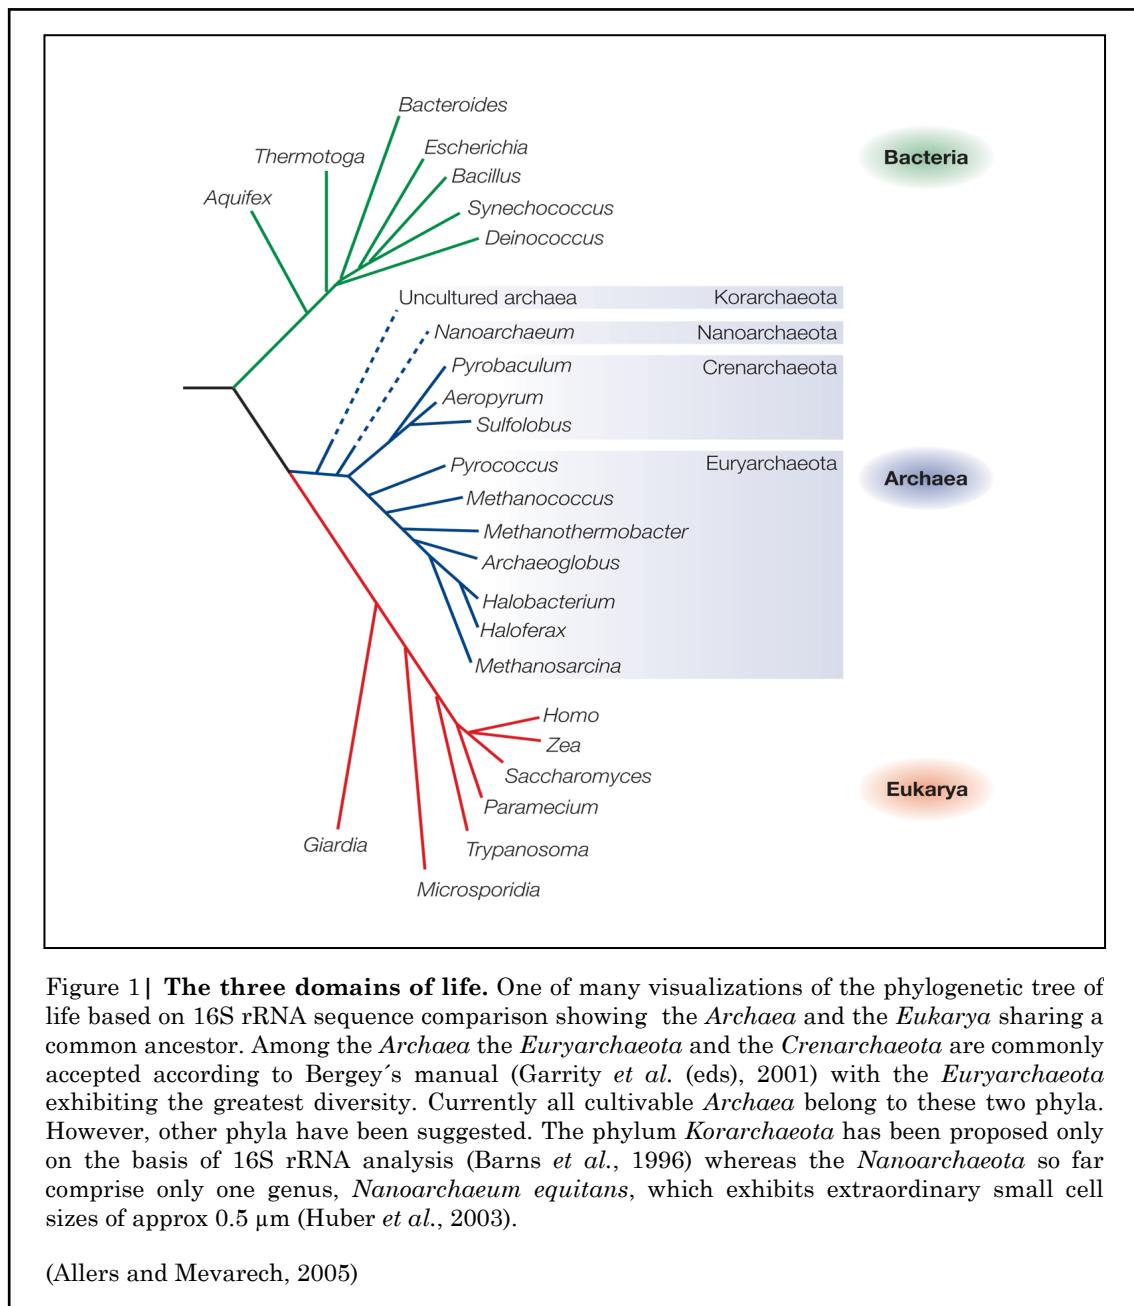 Bacteroides
Escherichia
Thermotoga
Bacteria
Bacillus
Aquifex
Synechococcus
Deinococcus
Uncultured archaea Korarchaeota
Nanoarchaeum Nanoarchaeota
Pyrobaculum Crenarchaeota
Aeropyrum
Sulfolobus
Pyrococcus Euryarchaeota
Archaea
Methanococcus
Methanothermobacter
Archaeoglobus
Halobacterium
Haloferax
Methanosarcina
Homo
Zea
Saccharomyces
Eukarya
Paramecium
Giardia
Trypanosoma
Microsporidia
Figure 1| The three domains of life. One of many visualizations of the phylogenetic tree of
life based on 16S rRNA sequence comparison showing the Archaea and the Eukarya sharing a
common ancestor. Among the Archaea the Euryarchaeota and the Crenarchaeota are commonly
accepted according to Bergey´s manual (Garrity et al. (eds), 2001) with the Euryarchaeota
exhibiting the greatest diversity. Currently all cultivable Archaea belong to these two phyla.
However, other phyla have been suggested. The phylum Korarchaeota has been proposed only
on the basis of 16S rRNA analysis (Barns et al., 1996) whereas the Nanoarchaeota so far
comprise only one genus, Nanoarchaeum equitans, which exhibits extraordinary small cell
sizes of approx 0.5 µm (Huber et al., 2003).
(Allers and Mevarech, 2005)